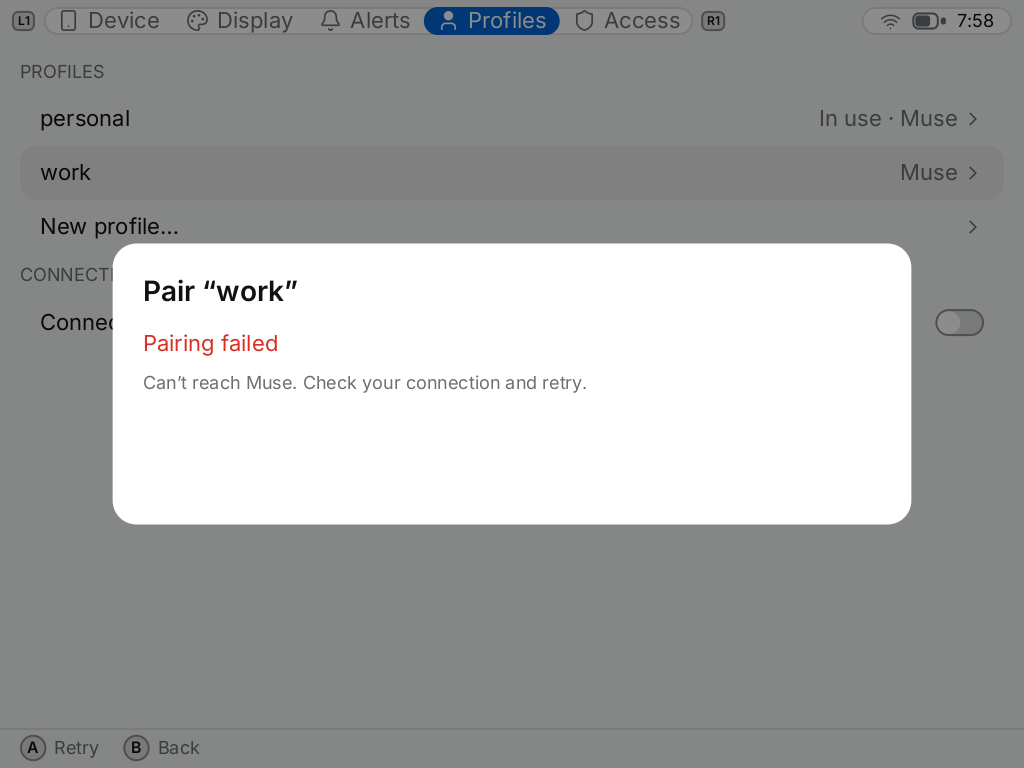 L1 Device Display Alerts Profiles Access R1 7:58
PROFILES
personal In use · Muse
work Muse
New profile…
Pair “work”
Pairing failed
Can’t reach Muse. Check your connection and retry.
A Retry B Back